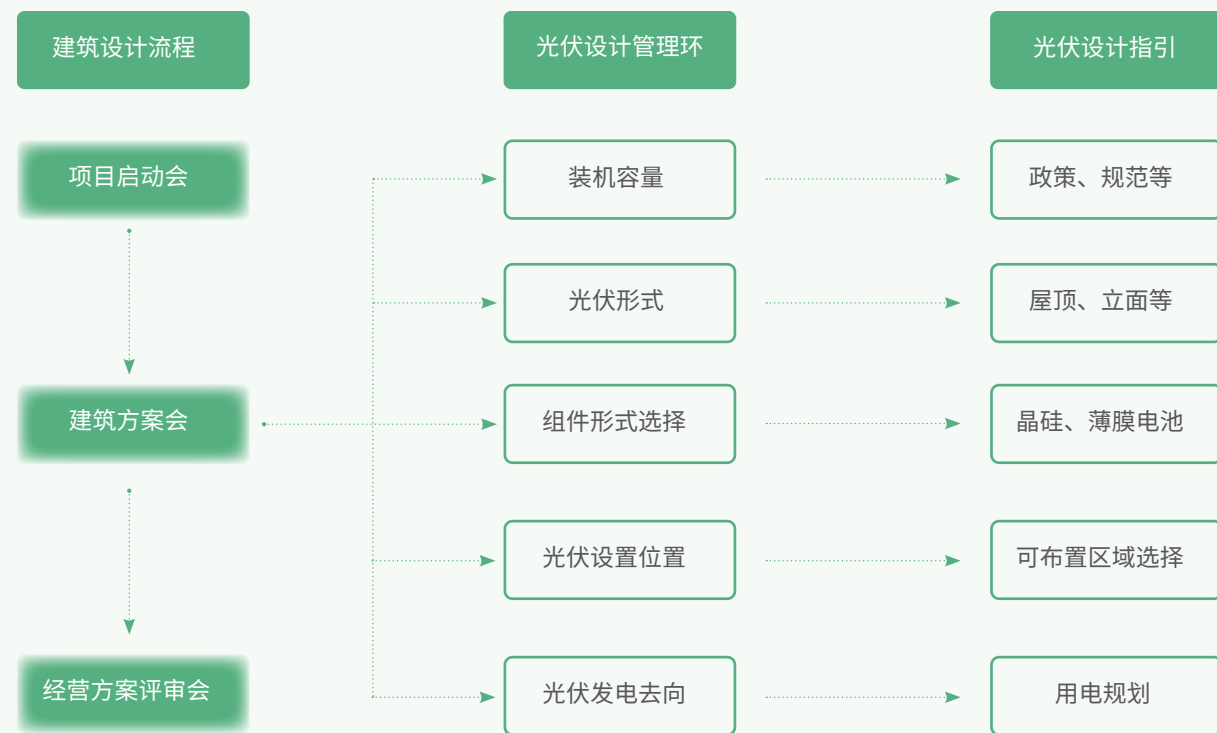 建筑设计流程
光伏设计管理环
光伏设计指引
项目启动会
装机容量
政策、规范等
光伏形式
屋顶、立面等
建筑方案会
组件形式选择
晶硅、薄膜电池
光伏设置位置
可布置区域选择
经营方案评审会
光伏发电去向
用电规划